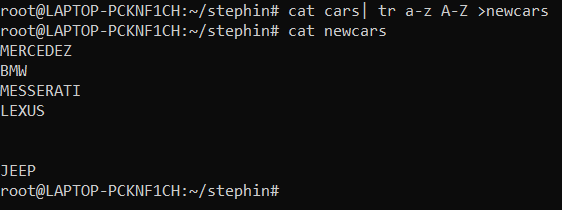 root@LAPTOP-PCKNF1CH:~/stephin# cat cars| tr a-z A-Z >newcars
root@LAPTOP-PCKNF1CH:~/stephin# cat newcars
MERCEDEZ
BMW
MESSERATI
LEXUS
JEEP
root@LAPTOP-PCKNF1CH:~/stephin#